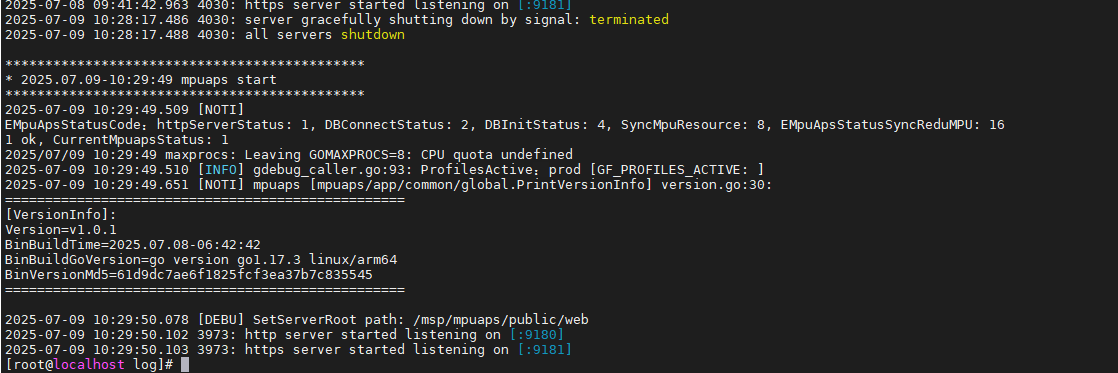 2025-07-08 09:41:42.963 4030: https server started listening on [:9181]
2025-07-09 10:28:17.486 4030: server gracefully shutting down by signal: terminated
2025-07-09 10:28:17.488 4030: all servers shutdown
*********************************************
* 2025.07.09-10:29:49 mpuaps start
*********************************************
2025-07-09 10:29:49.509 [NOTI]
EMpuApsStatusCode：httpServerStatus: 1, DBConnectStatus: 2, DBInitStatus: 4, SyncMpuResource: 8, EMpuApsStatusSyncReduMPU: 16
1 ok, CurrentMpuapsStatus: 1
2025/07/09 10:29:49 maxprocs: Leaving GOMAXPROCS=8: CPU quota undefined
2025-07-09 10:29:49.510 [INFO] gdebug_caller.go:93: ProfilesActive：prod [GF_PROFILES_ACTIVE: ]
2025-07-09 10:29:49.651 [NOTI] mpuaps [mpuaps/app/common/global.PrintVersionInfo] version.go:30:
==================================================
[VersionInfo]:
Version=v1.0.1
BinBuildTime=2025.07.08-06:42:42
BinBuildGoVersion=go version go1.17.3 linux/arm64
BinVersionMd5=61d9dc7ae6f1825fcf3ea37b7c835545
==================================================
2025-07-09 10:29:50.078 [DEBU] SetServerRoot path: /msp/mpuaps/public/web
2025-07-09 10:29:50.102 3973: http server started listening on [:9180]
2025-07-09 10:29:50.103 3973: https server started listening on [:9181]
[root@localhost log]#